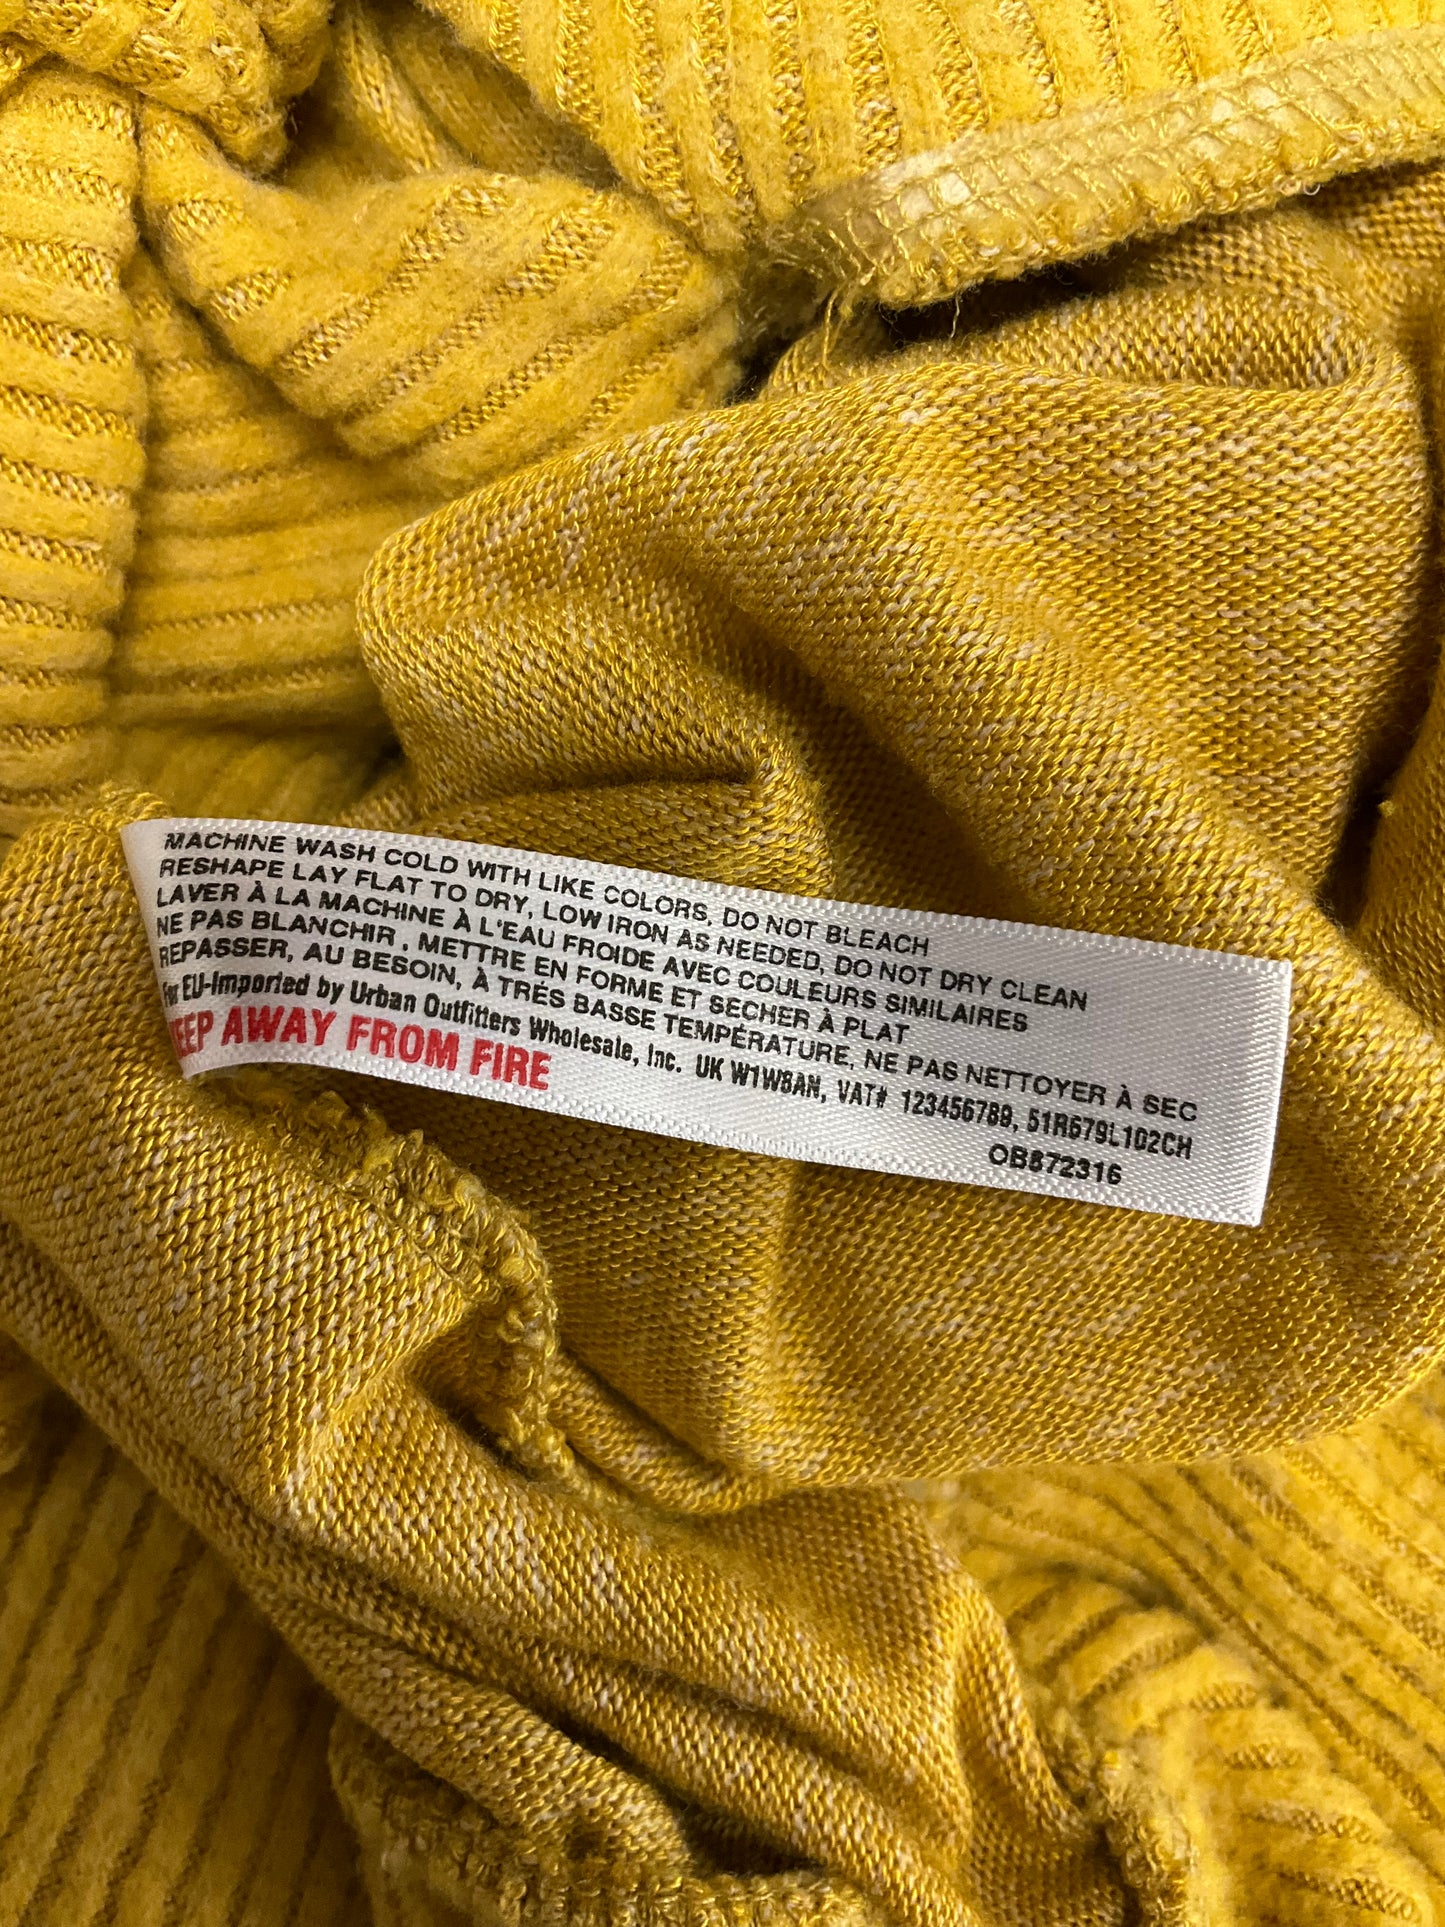 MACHINE WASH COLD WITH LIKE COLORS, DO NOT BLEACH
RESHAPE LAY FLAT TO DRY, LOW IRON AS NEEDED, DO NOT DRY CLEAN
LAVER À LA MACHINE À L'EAU FROIDE AVEC COULEURS SIMILAIRES
NE PAS BLANCHIR . METTRE EN FORME ET SECHER À PLAT
REPASSER, AU BESOIN, À TRÉS BASSE TEMPÉRATURE, NE PAS NETTOYER À SEC
For EU-Imported by Urban Outfitters Wholesale, Inc. UK W1W8AN, VAT# 123456789, 51R679L102CH
EEP AWAY FROM FIRE
OB872316